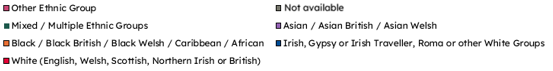 Other Ethnic Group
Not available
Mixed / Multiple Ethnic Groups
Asian / Asian British / Asian Welsh
Black / Black British / Black Welsh / Caribbean / African
Irish, Gypsy or Irish Traveller, Roma or other White Groups
White (English, Welsh, Scottish, Northern Irish or British)